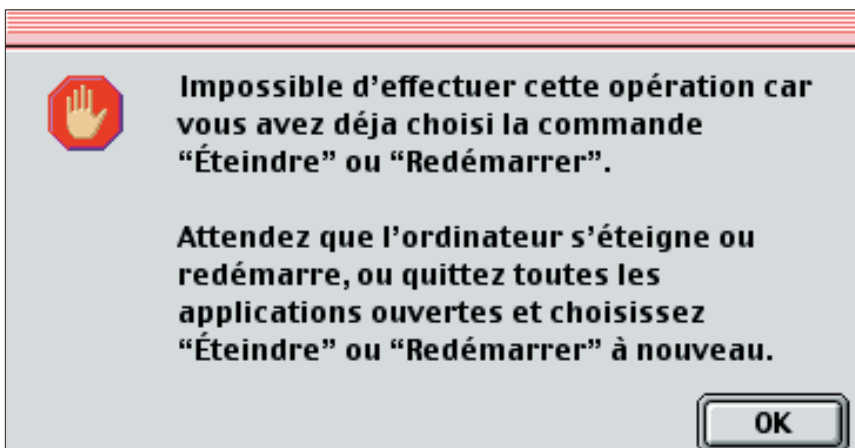 Impossible d’effectuer cette opération car
vous avez déja choisi la commande
“Éteindre” ou “Redémarrer”.
Attendez que l’ordinateur s’éteigne ou
redémarre, ou quittez toutes les
applications ouvertes et choisissez
“Éteindre” ou “Redémarrer” à nouveau.
OK